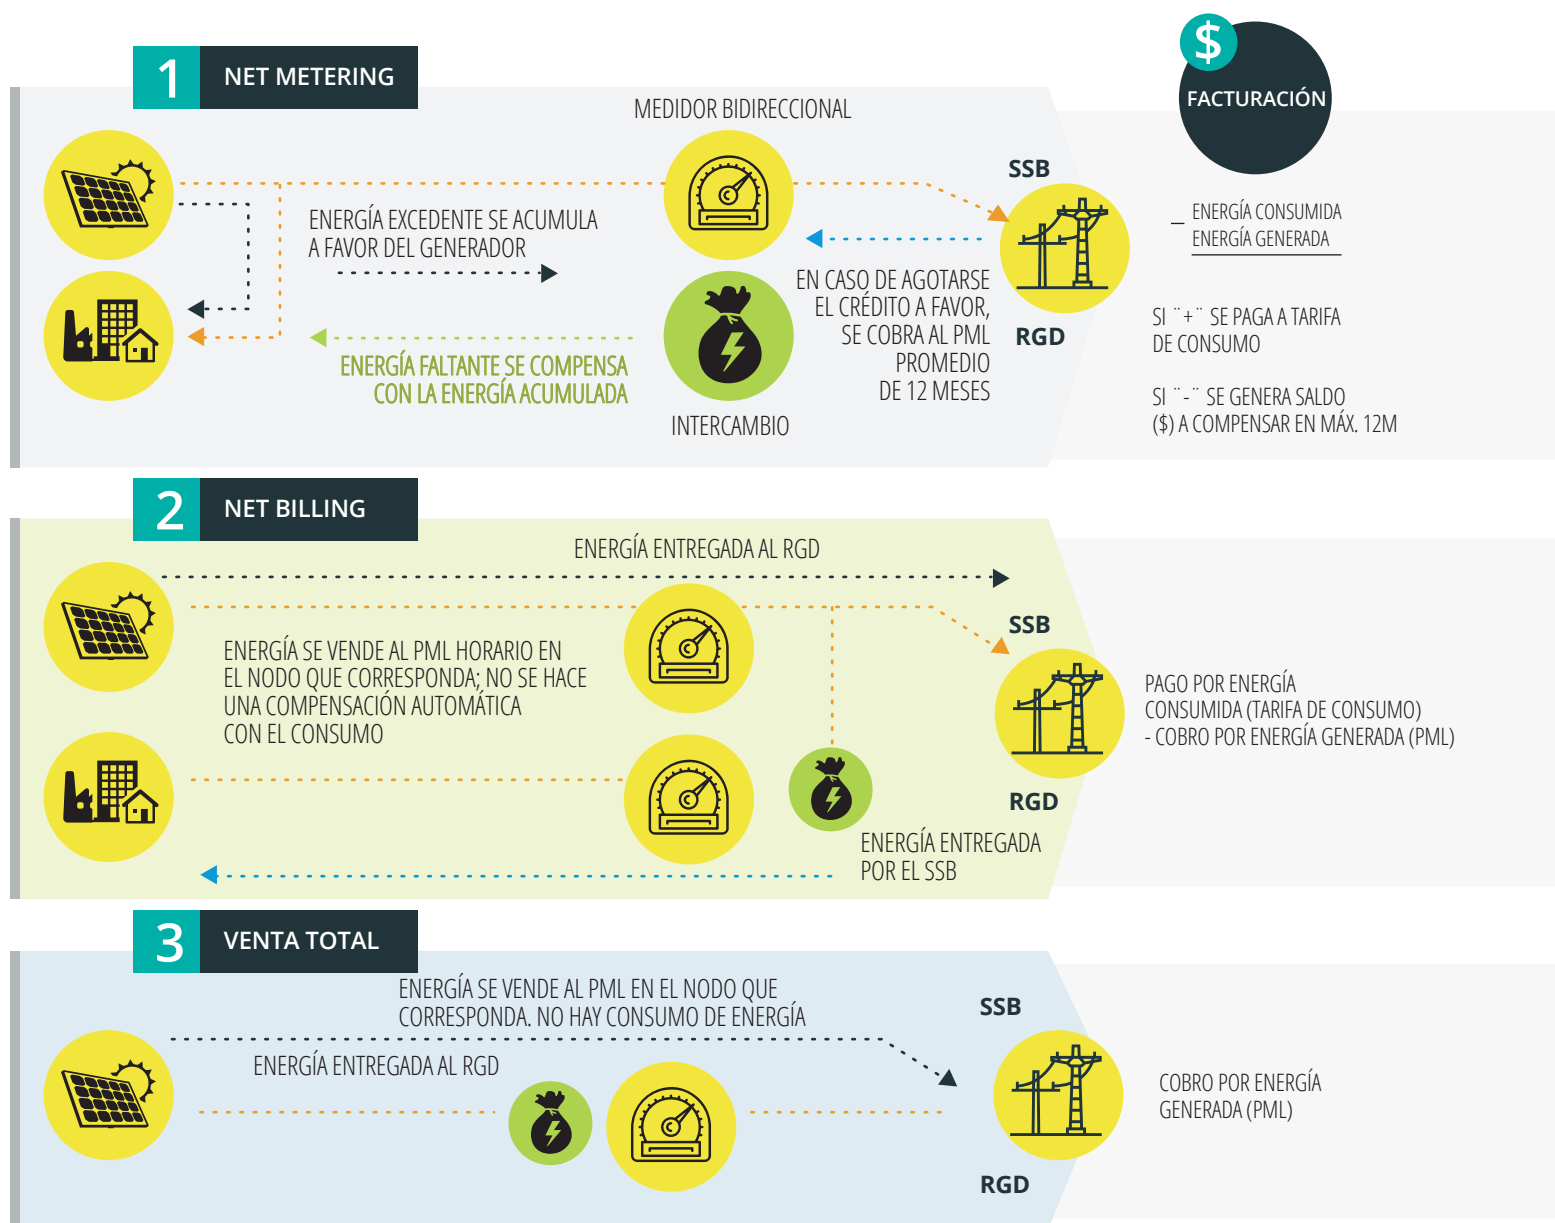 1
NET METERING
$
FACTURACIÓN
MEDIDOR BIDIRECCIONAL
SSB
ENERGÍA EXCEDENTE SE ACUMULA
A FAVOR DEL GENERADOR
ENERGÍA FALTANTE SE COMPENSA
CON LA ENERGÍA ACUMULADA
INTERCAMBIO
EN CASO DE AGOTARSE
EL CRÉDITO A FAVOR,
SE COBRA AL PML
PROMEDIO
DE 12 MESES
RGD
– ENERGÍA CONSUMIDA
ENERGÍA GENERADA
SI ¨+¨ SE PAGA A TARIFA
DE CONSUMO
SI ¨-¨ SE GENERA SALDO
($) A COMPENSAR EN MÁX. 12M
2
NET BILLING
ENERGÍA ENTREGADA AL RGD
SSB
ENERGÍA SE VENDE AL PML HORARIO EN
EL NODO QUE CORRESPONDA; NO SE HACE
UNA COMPENSACIÓN AUTOMÁTICA
CON EL CONSUMO
RGD
ENERGÍA ENTREGADA
POR EL SSB
PAGO POR ENERGÍA
CONSUMIDA (TARIFA DE CONSUMO)
- COBRO POR ENERGÍA GENERADA (PML)
3
VENTA TOTAL
ENERGÍA SE VENDE AL PML EN EL NODO QUE
CORRESPONDA. NO HAY CONSUMO DE ENERGÍA
ENERGÍA ENTREGADA AL RGD
SSB
RGD
COBRO POR ENERGÍA
GENERADA (PML)